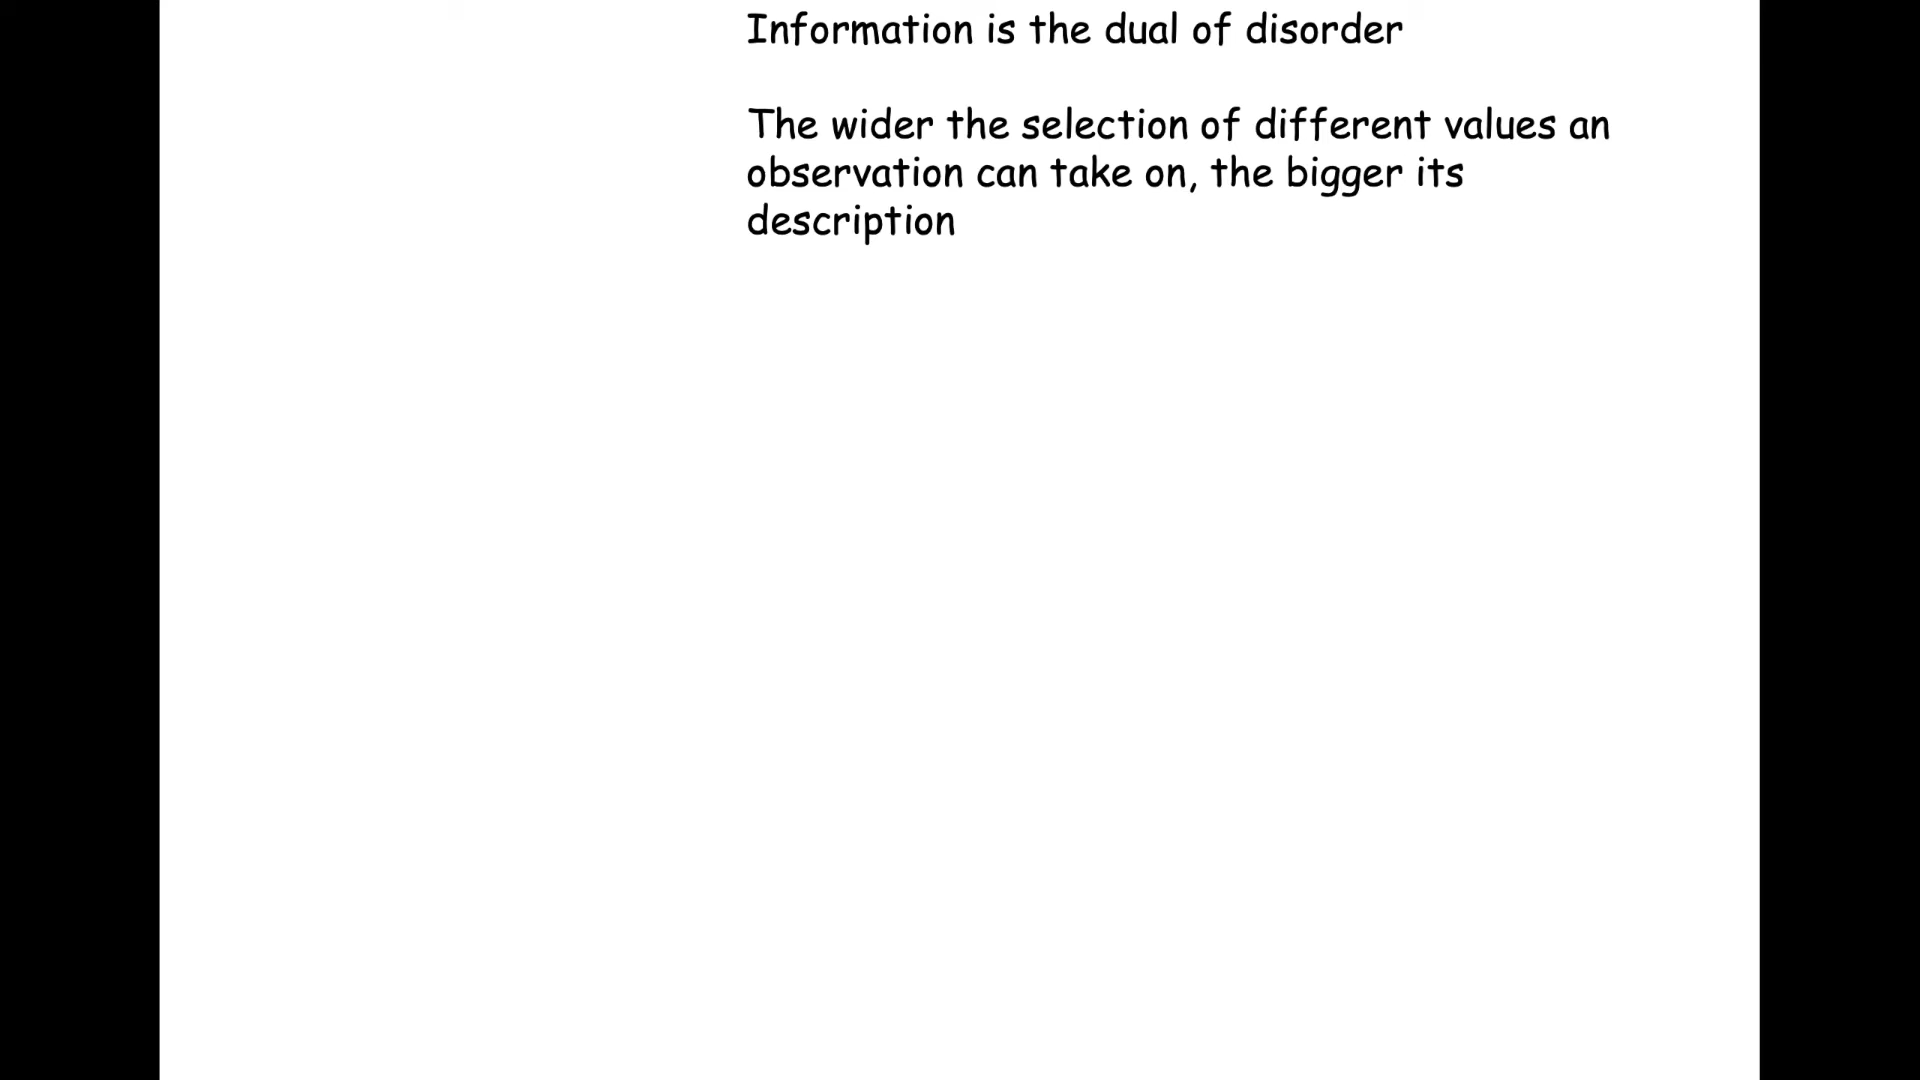 Information is the dual of disorder
The wider the selection of different values an
observation can take on, the bigger its
description